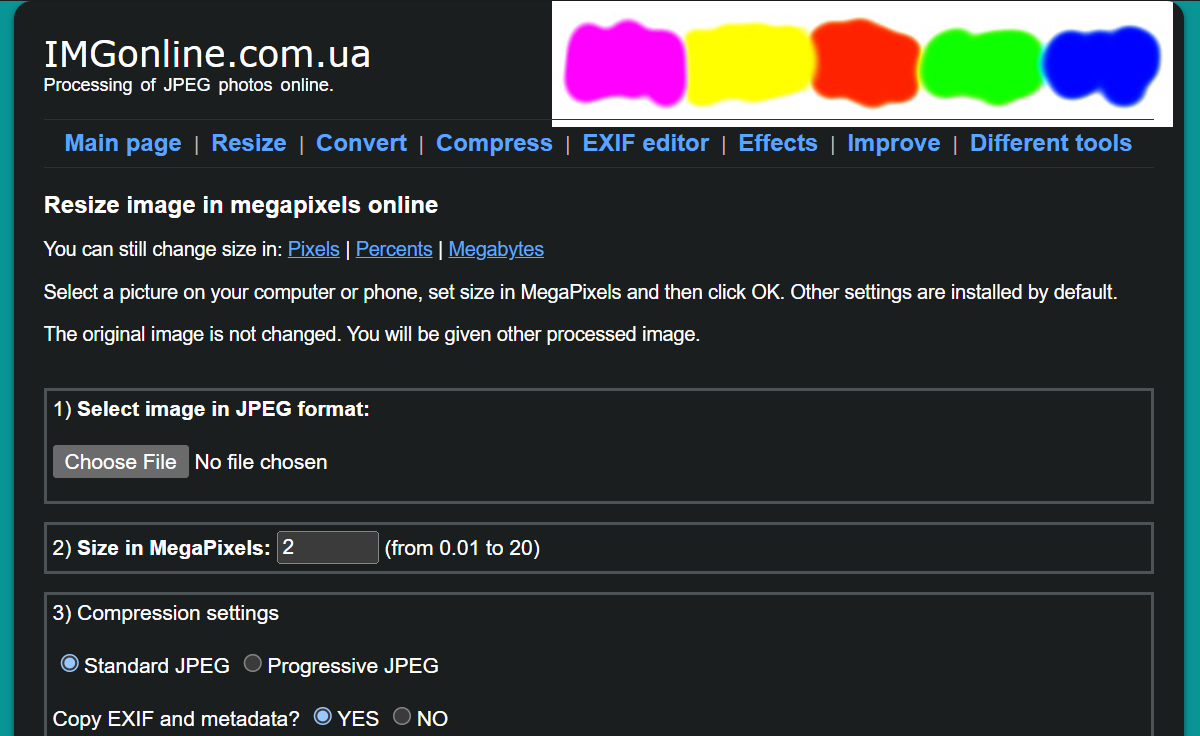 IMGonline.com.ua
Processing of JPEG photos online.
Main page | Resize | Convert | Compress | EXIF editor | Effects | Improve | Different tools
Resize image in megapixels online
You can still change size in: Pixels | Percents | Megabytes
Select a picture on your computer or phone, set size in MegaPixels and then click OK. Other settings are installed by default.
The original image is not changed. You will be given other processed image.
1) Select image in JPEG format:
Choose File No file chosen
2) Size in MegaPixels: 2 (from 0.01 to 20)
3) Compression settings
Standard JPEG Progressive JPEG
Copy EXIF and metadata? YES NO